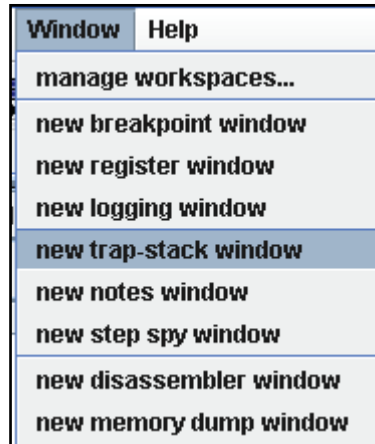 Window Help
manage workspaces...
new breakpoint window
new register window
new logging window
new trap-stack window
new notes window
new step spy window
new disassembler window
new memory dump window